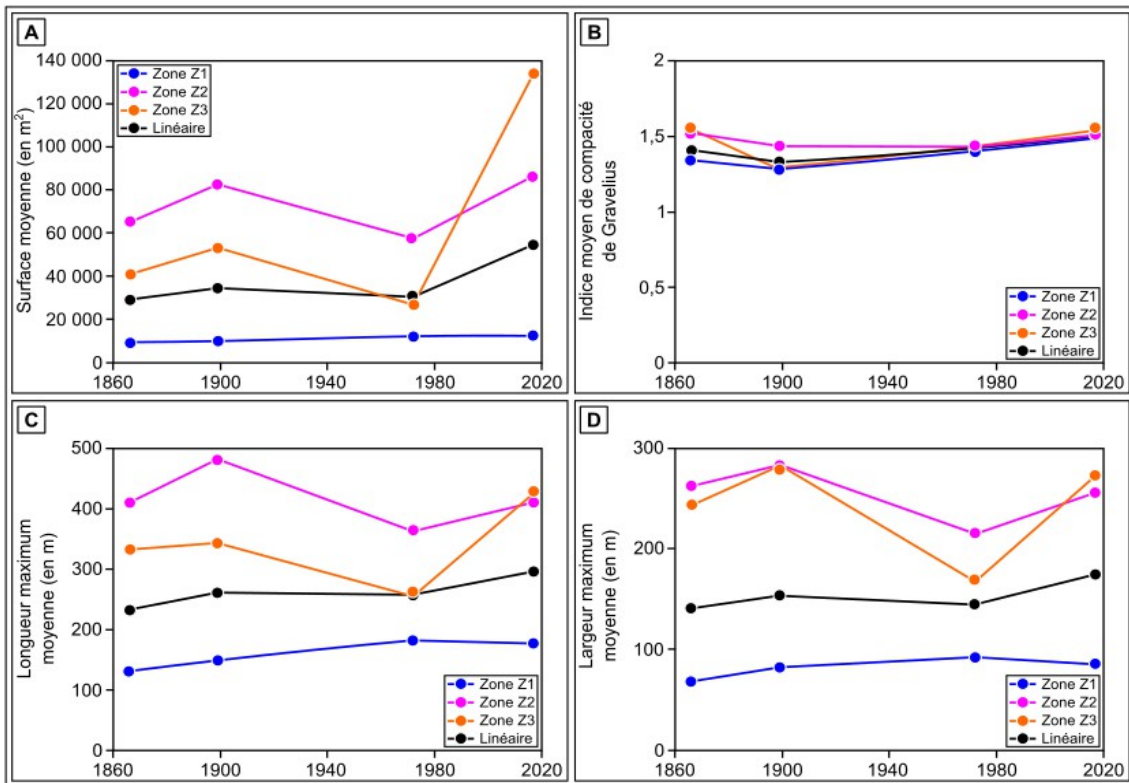 A
Surface moyenne (en m²)
140 000
120 000
100 000
80 000
60 000
40 000
20 000
0
1860 1900 1940 1980 2020
Zone Z1
Zone Z2
Zone Z3
Linéaire
B
Indice moyen de compacité
de Gravelius
2
1,5
1
0,5
0
1860 1900 1940 1980 2020
Zone Z1
Zone Z2
Zone Z3
Linéaire
C
Longueur maximum
moyenne (en m)
500
400
300
200
100
0
1860 1900 1940 1980 2020
Zone Z1
Zone Z2
Zone Z3
Linéaire
D
Largeur maximum
moyenne (en m)
300
200
100
0
1860 1900 1940 1980 2020
Zone Z1
Zone Z2
Zone Z3
Linéaire